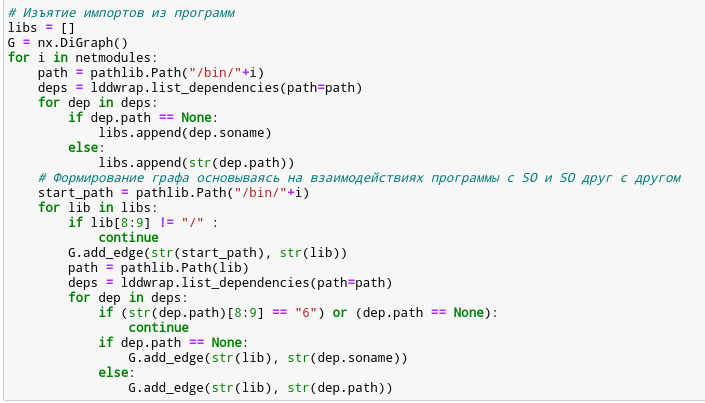 # Изъятие импортов из программ
libs = []
G = nx.DiGraph()
for i in netmodules:
    path = pathlib.Path("/bin/"+i)
    deps = lddwrap.list_dependencies(path=path)
    for dep in deps:
        if dep.path == None:
            libs.append(dep.soname)
        else:
            libs.append(str(dep.path))
    # Формирование графа основываясь на взаимодействиях программы с SO и SO друг с другом
    start_path = pathlib.Path("/bin/"+i)
    for lib in libs:
        if lib[8:9] != "/" :
            continue
        G.add_edge(str(start_path), str(lib))
        path = pathlib.Path(lib)
        deps = lddwrap.list_dependencies(path=path)
        for dep in deps:
            if (str(dep.path)[8:9] == "6") or (dep.path == None):
                continue
            if dep.path == None:
                G.add_edge(str(lib), str(dep.soname))
            else:
                G.add_edge(str(lib), str(dep.path))